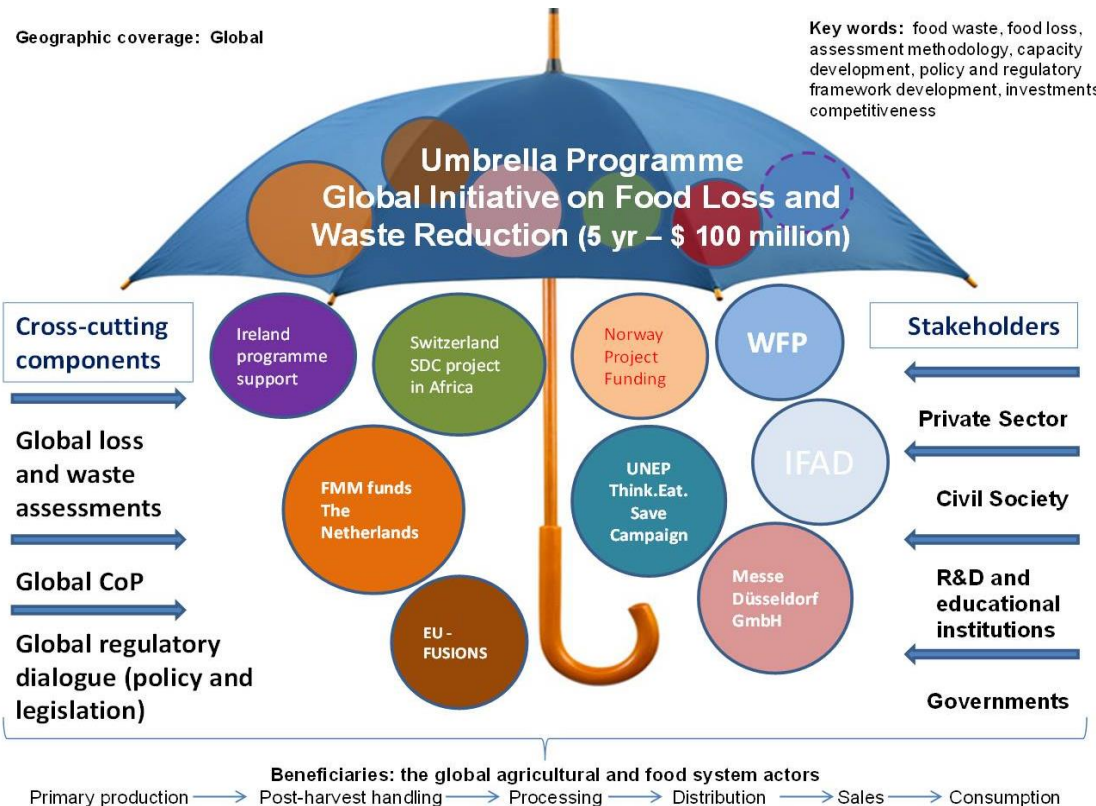 Geographic coverage: Global
Key words: food waste, food loss,
assessment methodology, capacity
development, policy and regulatory
framework development, investments
competitiveness
Umbrella Programme
Global Initiative on Food Loss and
Waste Reduction (5 yr – $ 100 million)
Cross-cutting
components
Global loss
and waste
assessments
Global CoP
Global regulatory
dialogue (policy and
legislation)
Ireland
programme
support
Switzerland
SDC project
in Africa
Norway
Project
Funding
WFP
FMM funds
The
Netherlands
UNEP
Think.Eat.
Save
Campaign
IFAD
EU -
FUSIONS
Messe
Düsseldorf
GmbH
Stakeholders
Private Sector
Civil Society
R&D and
educational
institutions
Governments
Beneficiaries: the global agricultural and food system actors
Primary production Post-harvest handling Processing Distribution Sales Consumption